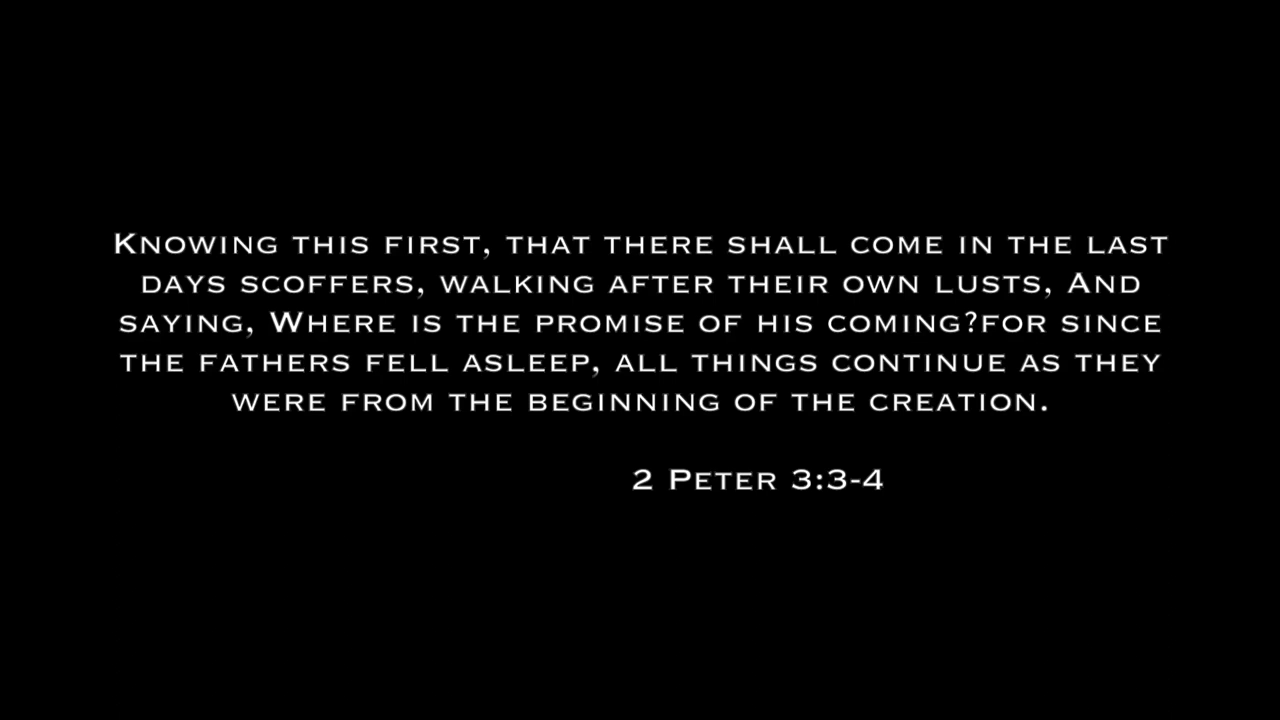 Knowing this first, that there shall come in the last
days scoffers, walking after their own lusts, And
saying, Where is the promise of his coming?for since
the fathers fell asleep, all things continue as they
were from the beginning of the creation.
2 Peter 3:3-4